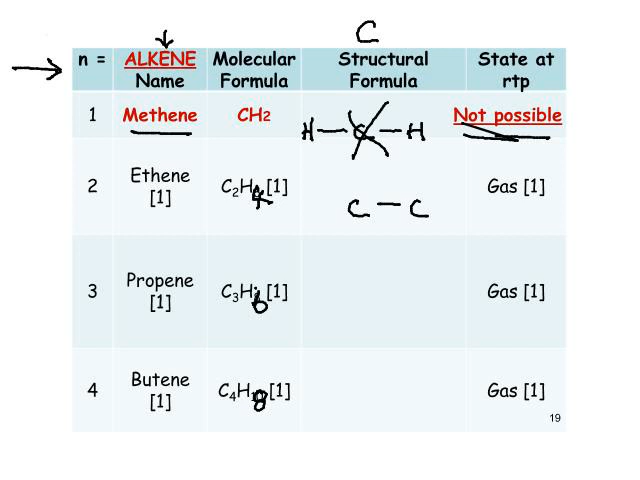 C
n = ALKENE Name Molecular Formula Structural Formula State at rtp
1 Methene CH2 H—C—H Not possible
2 Ethene [1] C2H4 [1] C — C Gas [1]
3 Propene [1] C3H6 [1] Gas [1]
4 Butene [1] C4H8 [1] Gas [1]
19